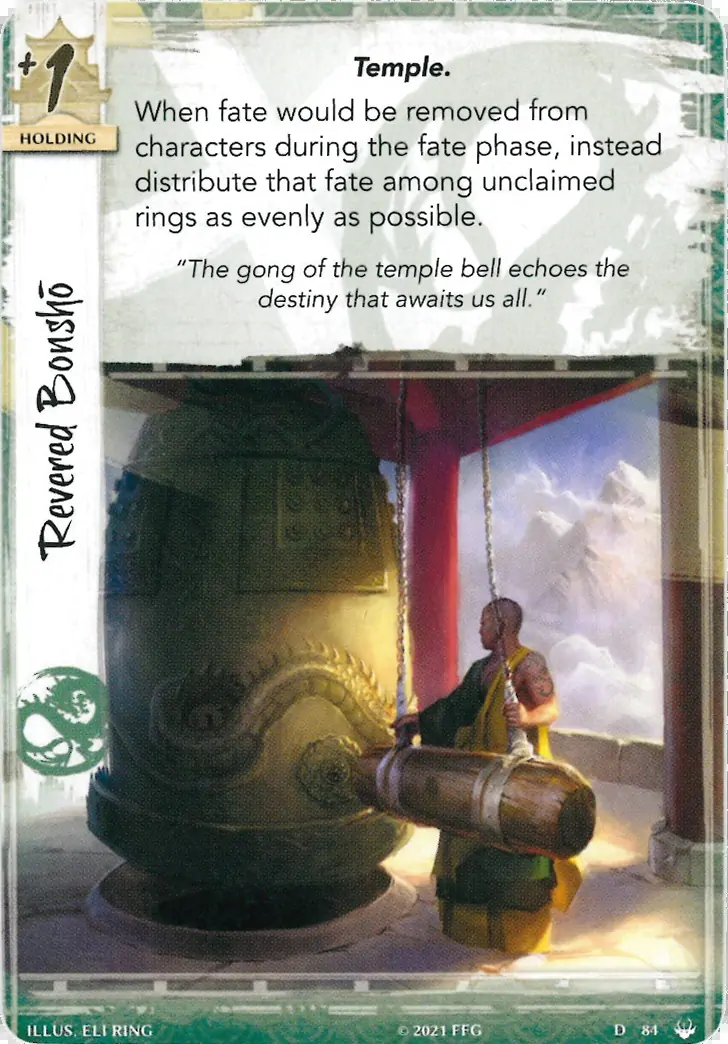 +1
HOLDING
Temple.
When fate would be removed from
characters during the fate phase, instead
distribute that fate among unclaimed
rings as evenly as possible.
“The gong of the temple bell echoes the
destiny that awaits us all.”
Revered Bonshō
ILLUS. ELI RING
© 2021 FFG
D 84